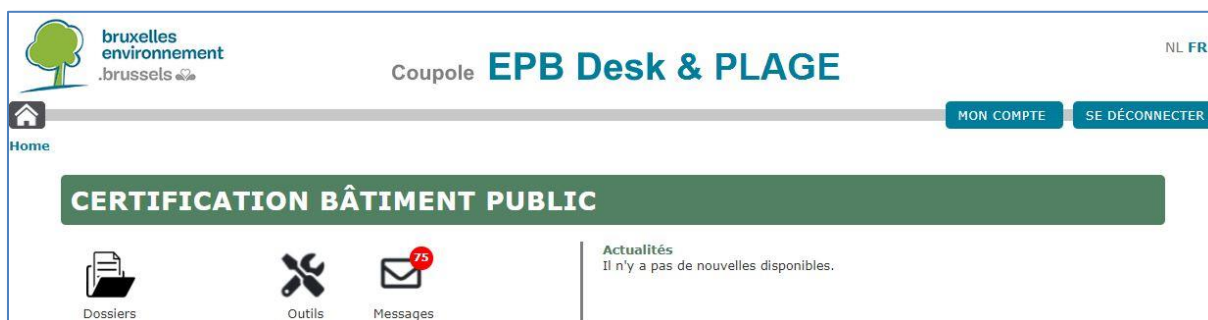 bruxelles
environnement
.brussels
Coupole EPB Desk & PLAGE
NL FR
MON COMPTE SE DÉCONNECTER
Home
CERTIFICATION BÂTIMENT PUBLIC
75
Actualités
Il n'y a pas de nouvelles disponibles.
Dossiers Outils Messages